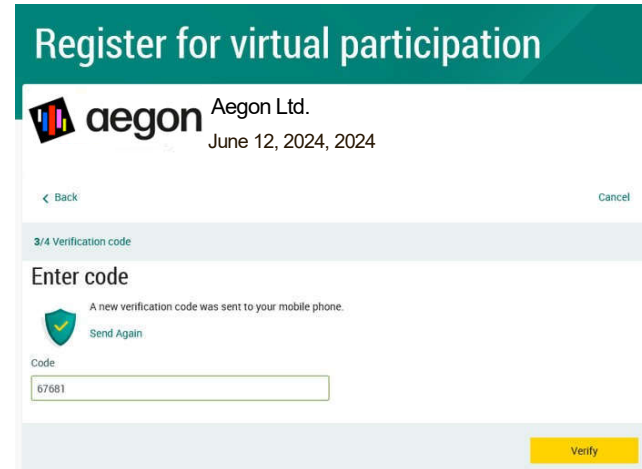 Register for virtual participation
aegon
Aegon Ltd.
June 12, 2024, 2024
Back
Cancel
3/4 Verification code
Enter code
A new verification code was sent to your mobile phone.
Send Again
Code
67681
Verify